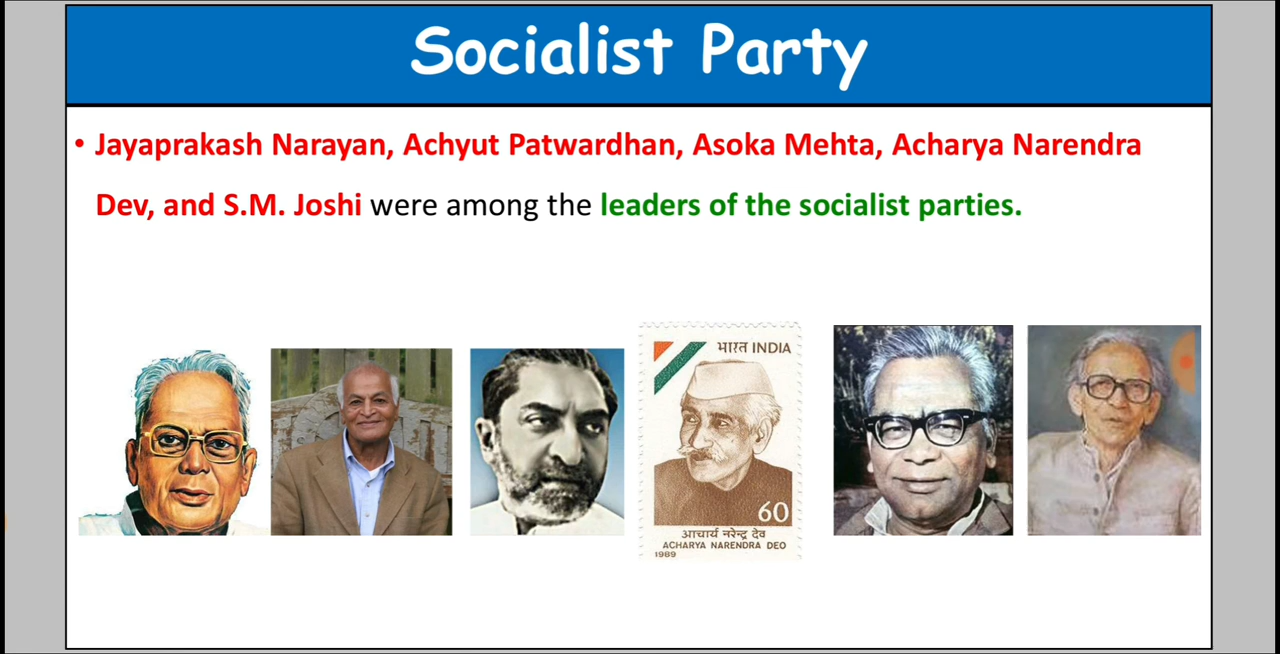 Socialist Party
• Jayaprakash Narayan, Achyut Patwardhan, Asoka Mehta, Acharya Narendra
Dev, and S.M. Joshi were among the leaders of the socialist parties.
भारत INDIA
60
आचार्य नरेन्द्र देव
ACHARYA NARENDRA DEO
1989